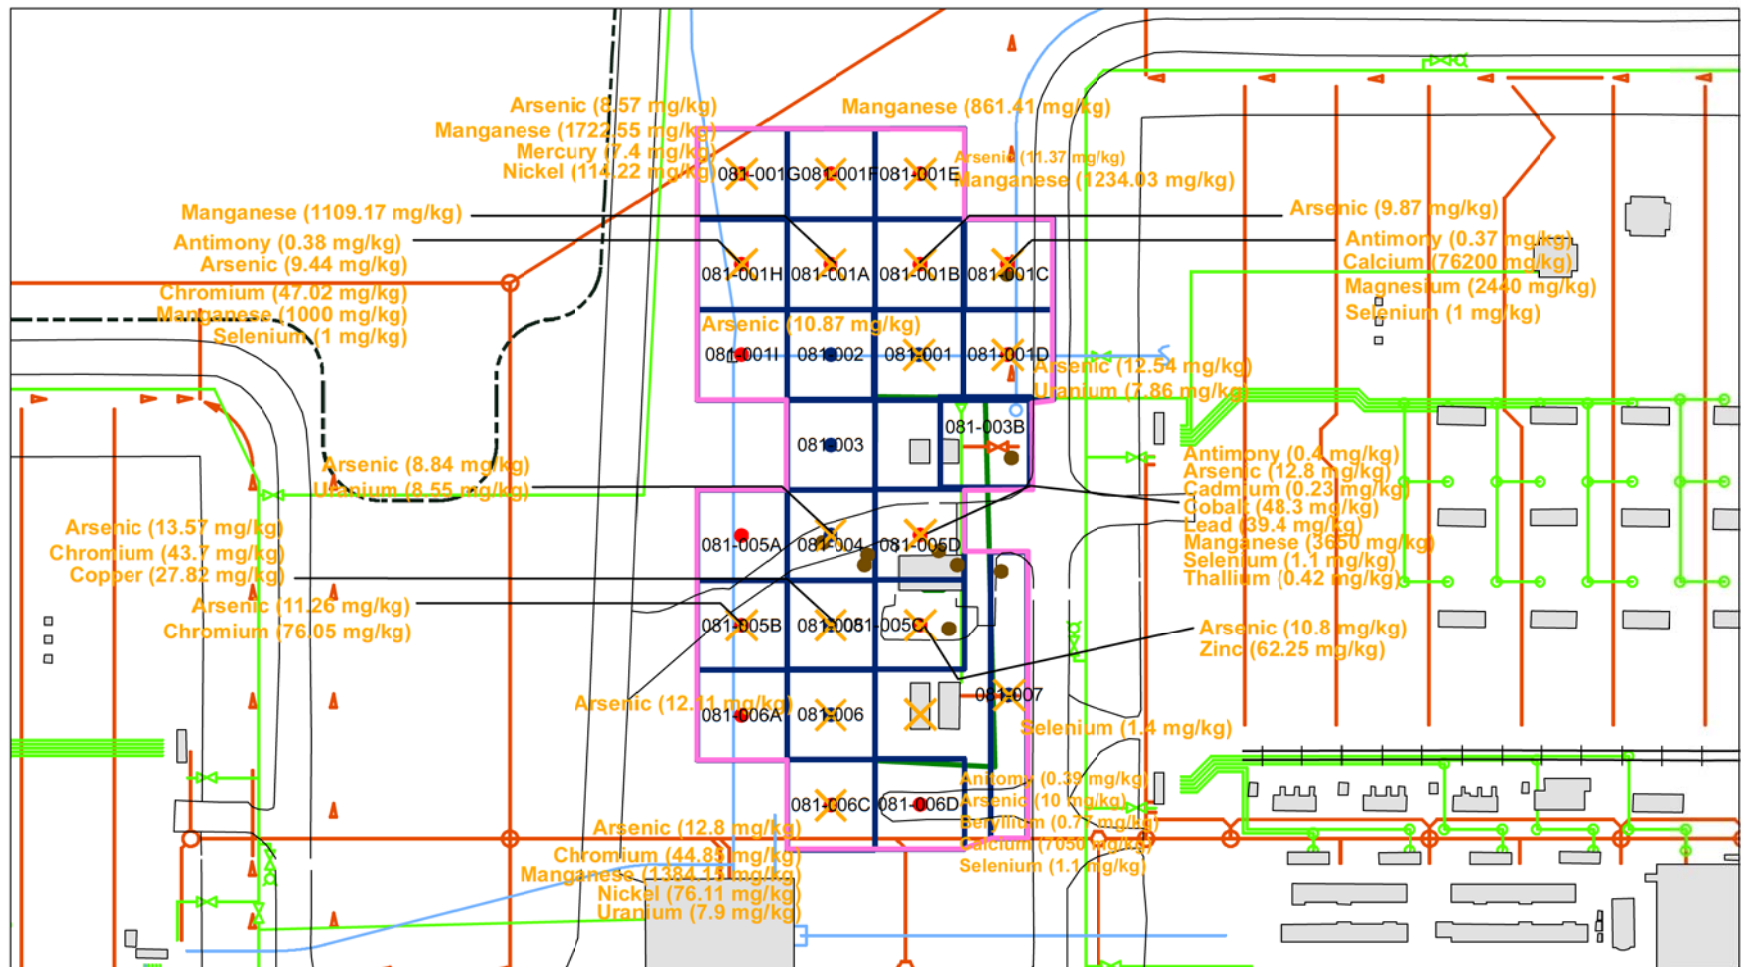 Arsenic (8.57 mg/kg)
Manganese (1722.55 mg/kg)
Mercury (7.4 mg/kg)
Nickel (114.22 mg/kg)
Manganese (861.41 mg/kg)
Arsenic (11.37 mg/kg)
Manganese (1234.03 mg/kg)
081-001G
081-001F
081-001E
Manganese (1109.17 mg/kg)
Arsenic (9.87 mg/kg)
Antimony (0.38 mg/kg)
Arsenic (9.44 mg/kg)
Chromium (47.02 mg/kg)
Manganese (1000 mg/kg)
Selenium (1 mg/kg)
Antimony (0.37 mg/kg)
Calcium (76200 mg/kg)
Magnesium (2440 mg/kg)
Selenium (1 mg/kg)
081-001H
081-001A
081-001B
081-001C
Arsenic (10.87 mg/kg)
081-001I
081-002
081-001
081-001D
Arsenic (12.54 mg/kg)
Uranium (7.86 mg/kg)
081-003
081-003B
Arsenic (8.84 mg/kg)
Uranium (8.55 mg/kg)
Antimony (0.4 mg/kg)
Arsenic (12.8 mg/kg)
Cadmium (0.23 mg/kg)
Cobalt (48.3 mg/kg)
Lead (39.4 mg/kg)
Manganese (3650 mg/kg)
Selenium (1.1 mg/kg)
Thallium (0.42 mg/kg)
081-005A
081-004
081-005D
Arsenic (13.57 mg/kg)
Chromium (43.7 mg/kg)
Copper (27.82 mg/kg)
Arsenic (11.26 mg/kg)
Chromium (76.05 mg/kg)
081-005B
081-005
081-005C
Arsenic (10.8 mg/kg)
Zinc (62.25 mg/kg)
Arsenic (12.11 mg/kg)
081-006A
081-006
081-007
Selenium (1.4 mg/kg)
081-006C
081-006D
Anitomy (0.39 mg/kg)
Arsenic (10 mg/kg)
Beryllium (0.77 mg/kg)
Calcium (7050 mg/kg)
Selenium (1.1 mg/kg)
Arsenic (12.8 mg/kg)
Chromium (44.85 mg/kg)
Manganese (1384.15 mg/kg)
Nickel (76.11 mg/kg)
Uranium (7.9 mg/kg)